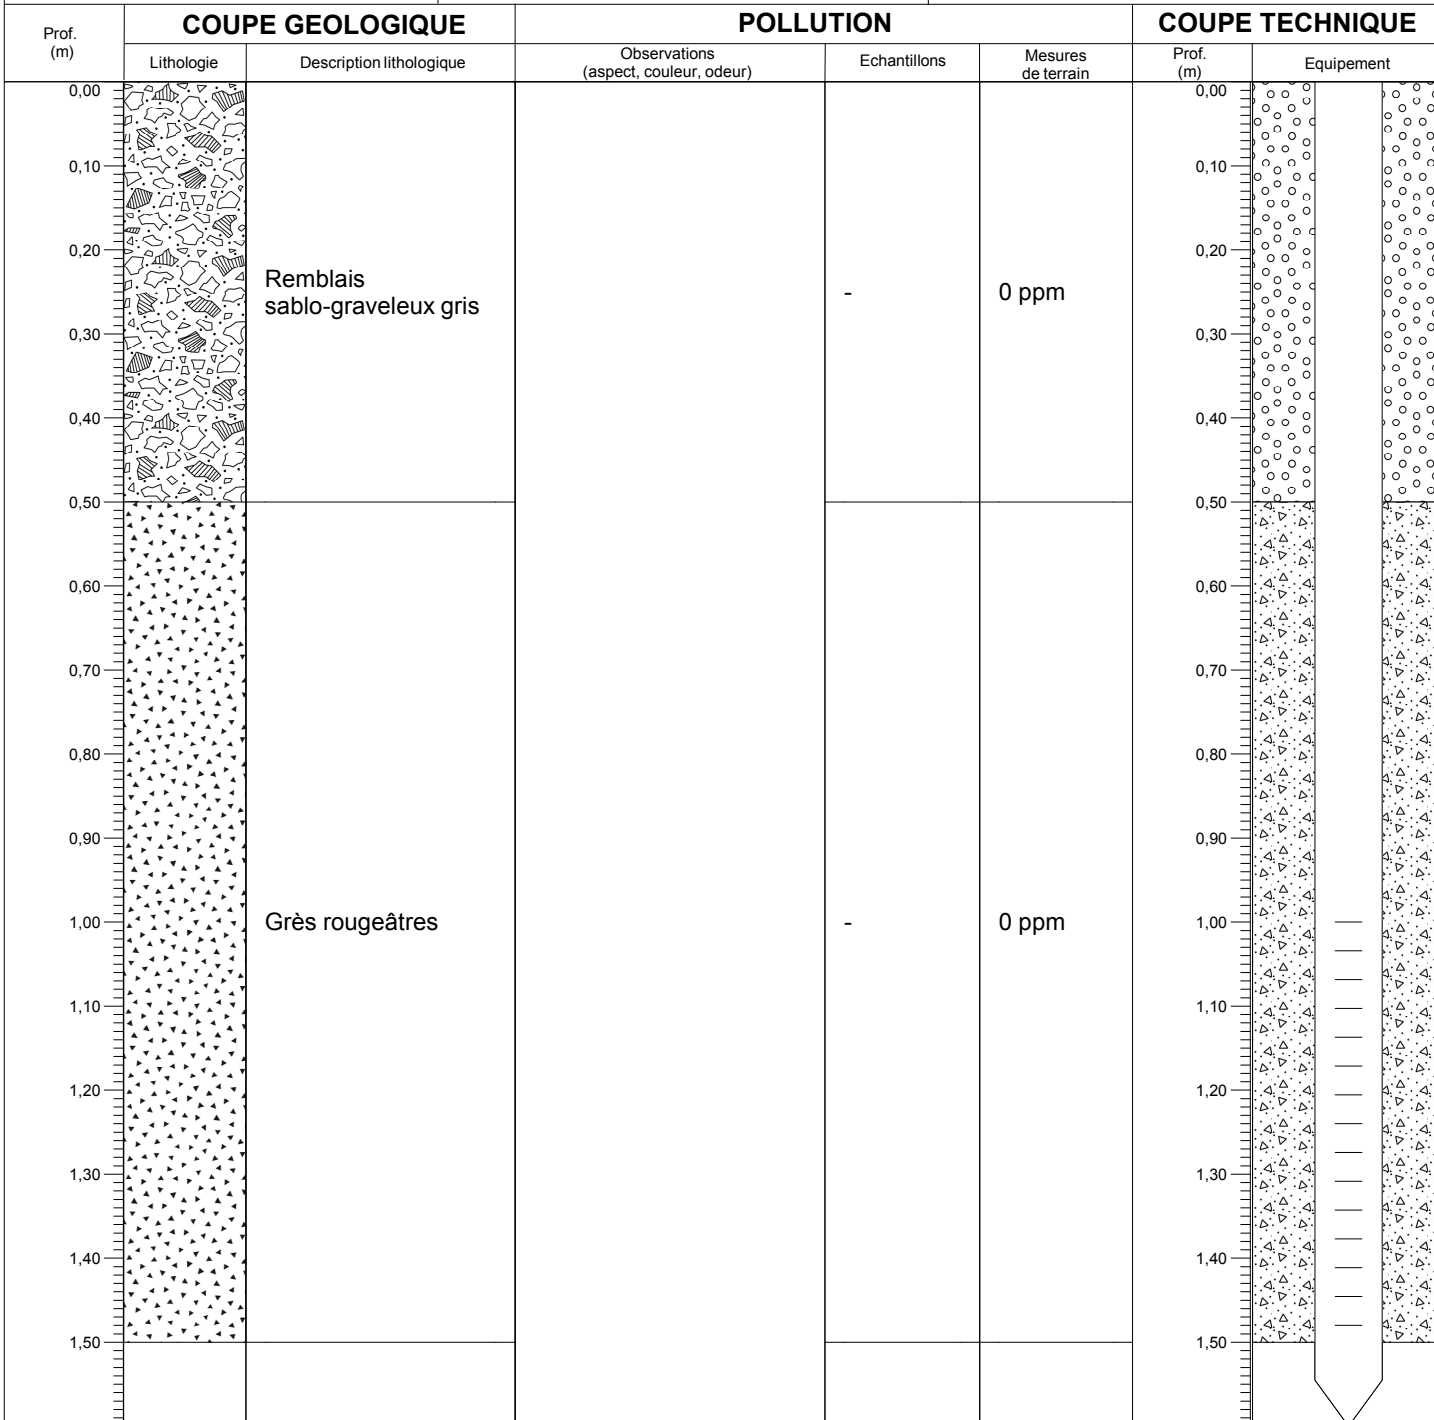 COUPE GEOLOGIQUE
POLLUTION
COUPE TECHNIQUE
Prof.
(m)
Lithologie
Description lithologique
Observations
(aspect, couleur, odeur)
Echantillons
Mesures
de terrain
Prof.
(m)
Equipement
0,00
0,10
0,20
0,30
0,40
0,50
0,60
0,70
0,80
0,90
1,00
1,10
1,20
1,30
1,40
1,50
Remblais
sablo-graveleux gris
-
0 ppm
Grès rougeâtres
-
0 ppm
0,00
0,10
0,20
0,30
0,40
0,50
0,60
0,70
0,80
0,90
1,00
1,10
1,20
1,30
1,40
1,50